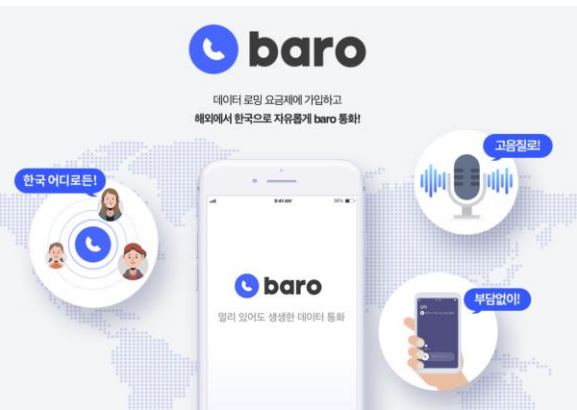 baro
데이터 로밍 요금제에 가입하고
해외에서 한국으로 자유롭게 baro 통화!
고음질로!
한국 어디로든!
9:41 AM
baro
멀리 있어도 생생한 데이터 통화
부담없이!